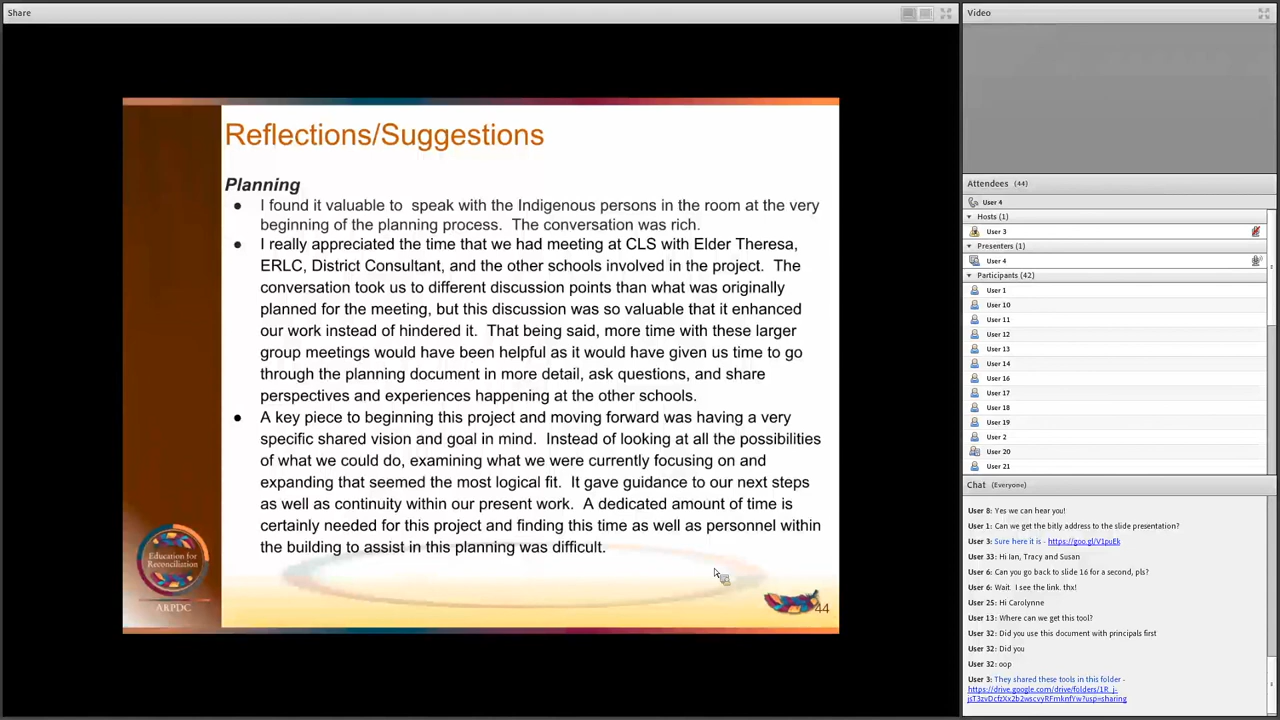 Share
Reflections/Suggestions
Planning
● I found it valuable to speak with the Indigenous persons in the room at the very
beginning of the planning process. The conversation was rich.
● I really appreciated the time that we had meeting at CLS with Elder Theresa,
ERLC, District Consultant, and the other schools involved in the project. The
conversation took us to different discussion points than what was originally
planned for the meeting, but this discussion was so valuable that it enhanced
our work instead of hindered it. That being said, more time with these larger
group meetings would have been helpful as it would have given us time to go
through the planning document in more detail, ask questions, and share
perspectives and experiences happening at the other schools.
● A key piece to beginning this project and moving forward was having a very
specific shared vision and goal in mind. Instead of looking at all the possibilities
of what we could do, examining what we were currently focusing on and
expanding that seemed the most logical fit. It gave guidance to our next steps
as well as continuity within our present work. A dedicated amount of time is
certainly needed for this project and finding this time as well as personnel within
the building to assist in this planning was difficult.
Education for
Reconciliation
ARPDC
44
Video
Attendees (44)
User 4
Hosts (1)
User 3
Presenters (1)
User 4
Participants (42)
User 1
User 10
User 11
User 12
User 13
User 14
User 16
User 17
User 18
User 19
User 2
User 20
User 21
Chat (Everyone)
User 8: Yes we can hear you!
User 1: Can we get the bitly address to the slide presentation?
User 3: Sure here it is - https://goo.gl/V1puEk
User 33: Hi Ian, Tracy and Susan
User 6: Can you go back to slide 16 for a second, pls?
User 6: Wait. I see the link. thx!
User 25: Hi Carolynne
User 13: Where can we get this tool?
User 32: Did you use this document with principals first
User 32: Did you
User 32: oop
User 3: They shared these tools in this folder -
https://drive.google.com/drive/folders/1R_j-
jsT3zvDcfzXx2b2wscvyRFmknfYw?usp=sharing